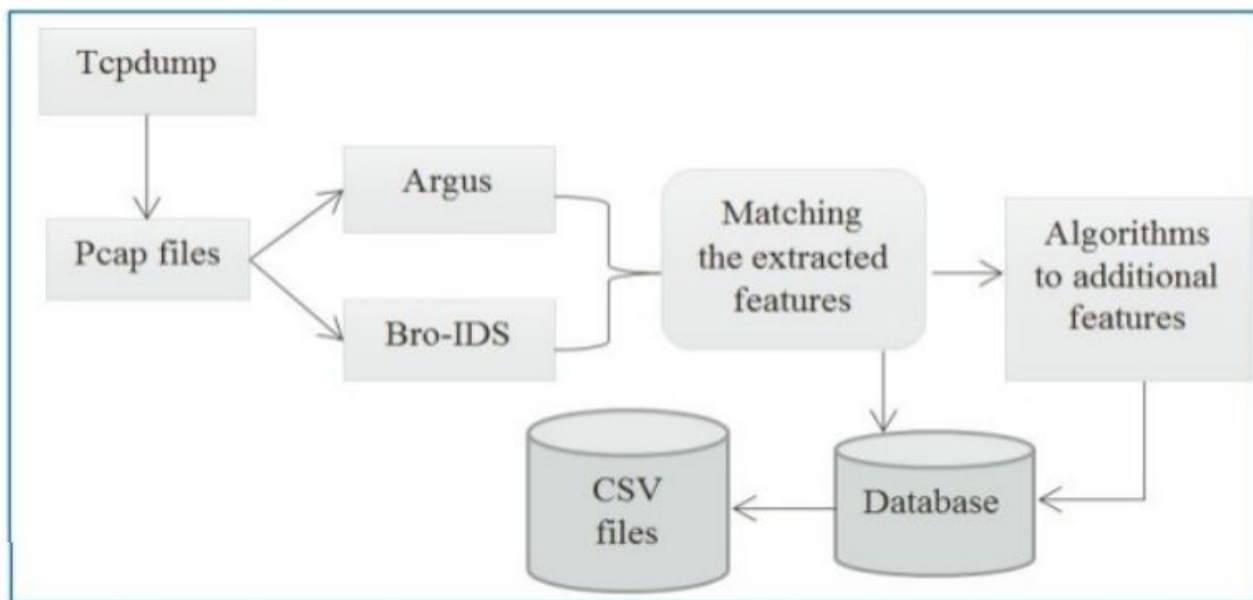 Tcpdump
Pcap files
Argus
Bro-IDS
Matching
the extracted
features
Algorithms
to additional
features
Database
CSV
files